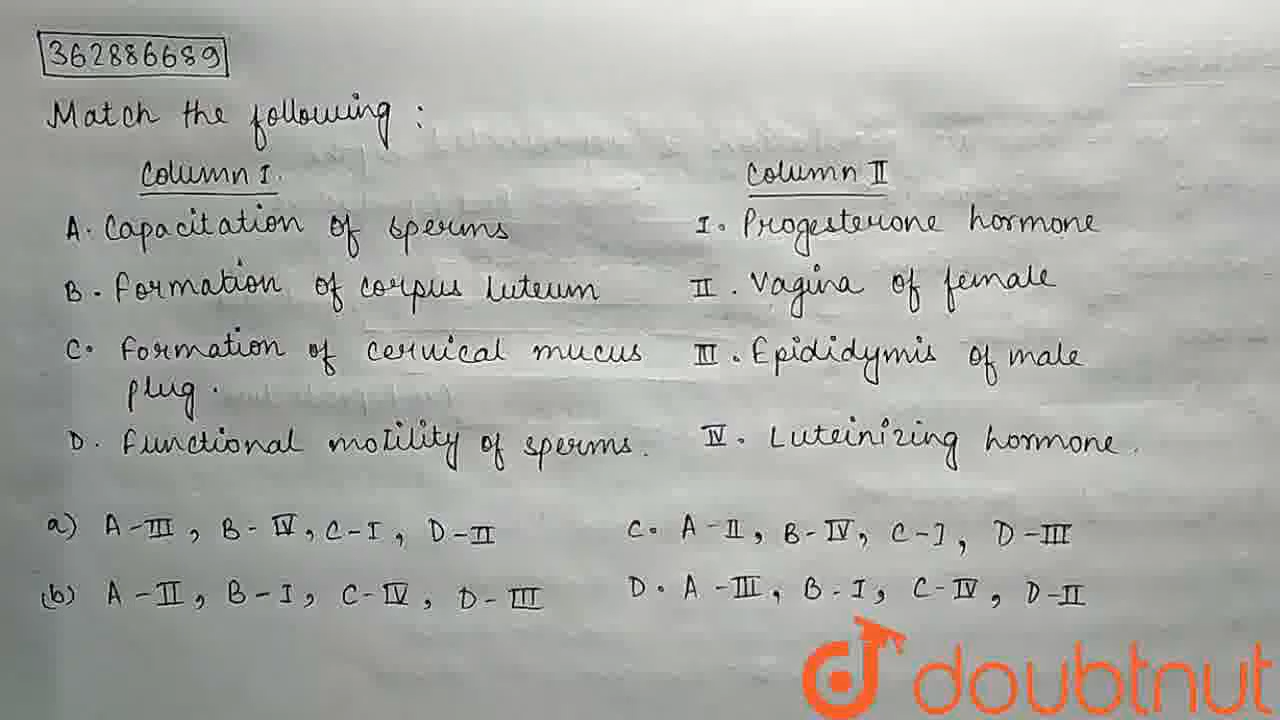 362886689
Match the following :
Column I. Column II
A. Capacitation of sperms I. Progesterone hormone
B. Formation of corpus luteum II. Vagina of female
C. Formation of cervical mucus III. Epididymis of male
plug.
D. Functional motility of sperms. IV. Luteinizing hormone.
a) A-III, B-IV, C-I, D-II C. A-II, B-IV, C-I, D-III
(b) A-II, B-I, C-IV, D-III D. A-III, B-I, C-IV, D-II
doubtnut